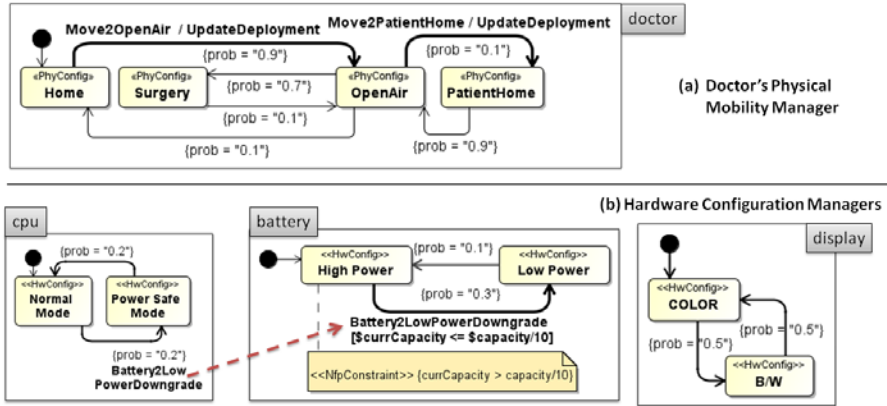 doctor
Move2OpenAir / UpdateDeployment
Move2PatientHome / UpdateDeployment
{prob = "0.9"}
{prob = "0.1"}
«PhyConfig»
Home
«PhyConfig»
Surgery
{prob = "0.7"}
«PhyConfig»
OpenAir
«PhyConfig»
PatientHome
{prob = "0.1"}
{prob = "0.1"}
{prob = "0.9"}
(a) Doctor's Physical
Mobility Manager
(b) Hardware Configuration Managers
cpu
{prob = "0.2"}
<<HwConfig>>
Normal
Mode
<<HwConfig>>
Power Safe
Mode
{prob = "0.2"}
Battery2Low
PowerDowngrade
battery
<<HwConfig>>
High Power
{prob = "0.1"}
<<HwConfig>>
Low Power
{prob = "0.3"}
Battery2LowPowerDowngrade
[$currCapacity <= $capacity/10]
<<NfpConstraint>> {currCapacity > capacity/10}
display
<<HwConfig>>
COLOR
{prob = "0.5"}
{prob = "0.5"}
<<HwConfig>>
B/W